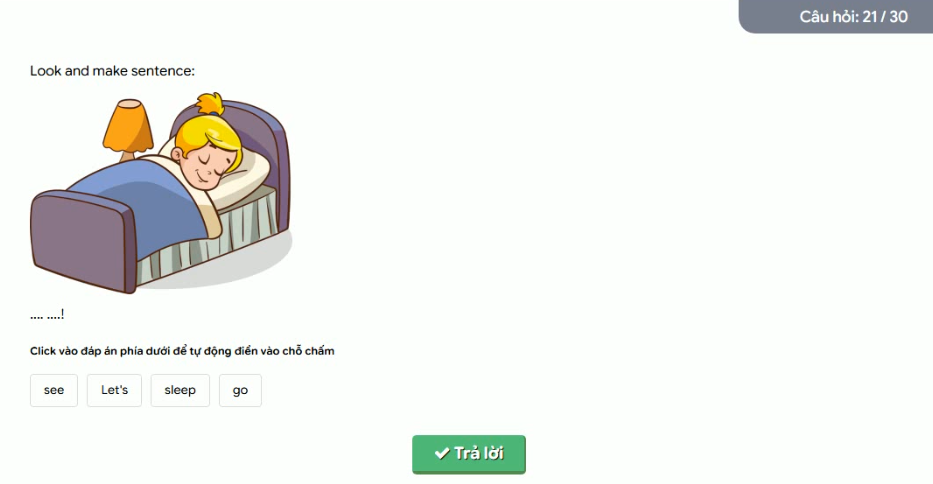 Câu hỏi: 21 / 30
Look and make sentence:
.... ....!
Click vào đáp án phía dưới để tự động điền vào chỗ chấm
see Let's sleep go
Trả lời